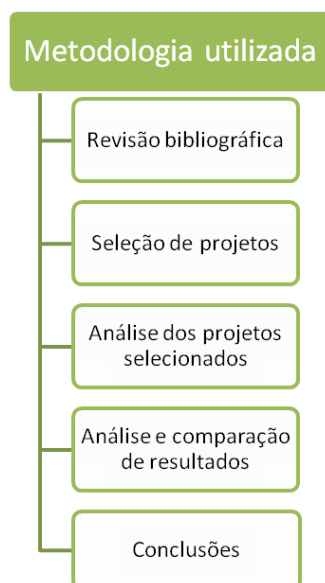 Metodologia utilizada
Revisão bibliográfica
Seleção de projetos
Análise dos projetos
selecionados
Análise e comparação
de resultados
Conclusões